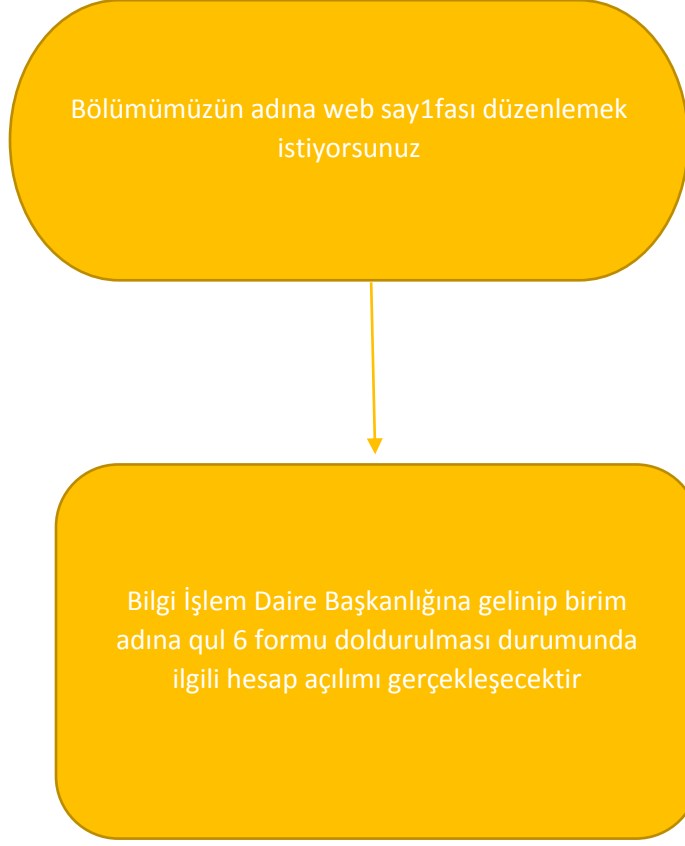 Bölümümüzün adına web say1fası düzenlemek
istiyorsunuz
Bilgi İşlem Daire Başkanlığına gelinip birim
adına qul 6 formu doldurulması durumunda
ilgili hesap açılımı gerçekleşecektir